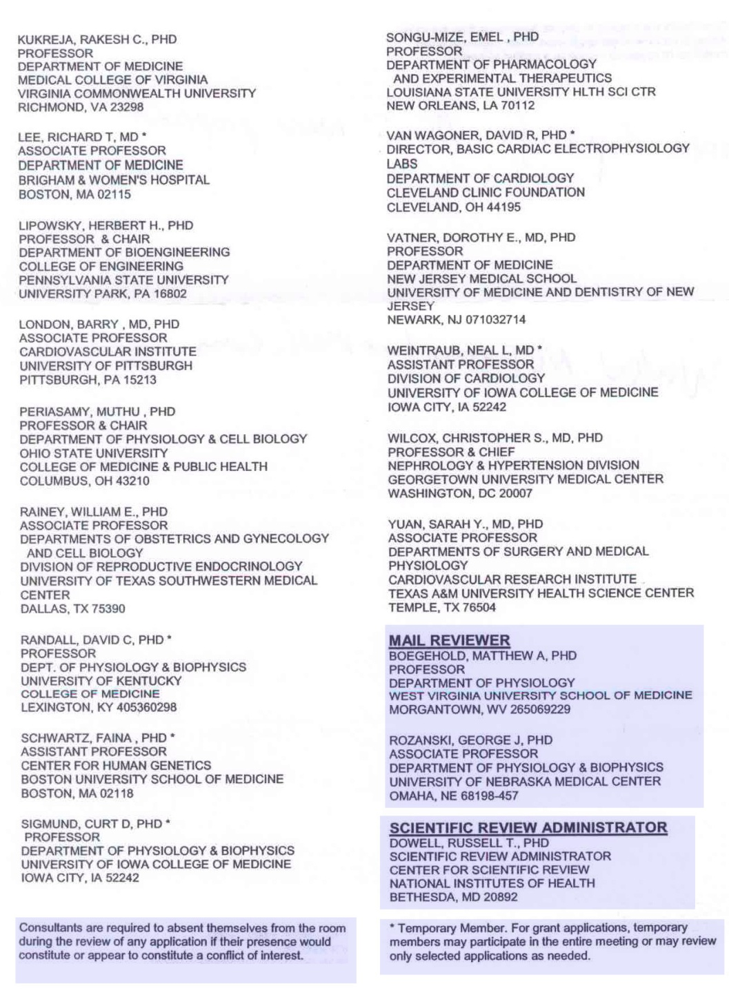 KUKREJA, RAKESH C., PHD
PROFESSOR
DEPARTMENT OF MEDICINE
MEDICAL COLLEGE OF VIRGINIA
VIRGINIA COMMONWEALTH UNIVERSITY
RICHMOND, VA 23298
LEE, RICHARD T, MD *
ASSOCIATE PROFESSOR
DEPARTMENT OF MEDICINE
BRIGHAM & WOMEN'S HOSPITAL
BOSTON, MA 02115
LIPOWSKY, HERBERT H., PHD
PROFESSOR & CHAIR
DEPARTMENT OF BIOENGINEERING
COLLEGE OF ENGINEERING
PENNSYLVANIA STATE UNIVERSITY
UNIVERSITY PARK, PA 16802
LONDON, BARRY , MD, PHD
ASSOCIATE PROFESSOR
CARDIOVASCULAR INSTITUTE
UNIVERSITY OF PITTSBURGH
PITTSBURGH, PA 15213
PERIASAMY, MUTHU , PHD
PROFESSOR & CHAIR
DEPARTMENT OF PHYSIOLOGY & CELL BIOLOGY
OHIO STATE UNIVERSITY
COLLEGE OF MEDICINE & PUBLIC HEALTH
COLUMBUS, OH 43210
RAINEY, WILLIAM E., PHD
ASSOCIATE PROFESSOR
DEPARTMENTS OF OBSTETRICS AND GYNECOLOGY
AND CELL BIOLOGY
DIVISION OF REPRODUCTIVE ENDOCRINOLOGY
UNIVERSITY OF TEXAS SOUTHWESTERN MEDICAL
CENTER
DALLAS, TX 75390
RANDALL, DAVID C, PHD *
PROFESSOR
DEPT. OF PHYSIOLOGY & BIOPHYSICS
UNIVERSITY OF KENTUCKY
COLLEGE OF MEDICINE
LEXINGTON, KY 405360298
SCHWARTZ, FAINA , PHD *
ASSISTANT PROFESSOR
CENTER FOR HUMAN GENETICS
BOSTON UNIVERSITY SCHOOL OF MEDICINE
BOSTON, MA 02118
SIGMUND, CURT D, PHD *
PROFESSOR
DEPARTMENT OF PHYSIOLOGY & BIOPHYSICS
UNIVERSITY OF IOWA COLLEGE OF MEDICINE
IOWA CITY, IA 52242
Consultants are required to absent themselves from the room
during the review of any application if their presence would
constitute or appear to constitute a conflict of interest.
SONGU-MIZE, EMEL , PHD
PROFESSOR
DEPARTMENT OF PHARMACOLOGY
AND EXPERIMENTAL THERAPEUTICS
LOUISIANA STATE UNIVERSITY HLTH SCI CTR
NEW ORLEANS, LA 70112
VAN WAGONER, DAVID R, PHD *
DIRECTOR, BASIC CARDIAC ELECTROPHYSIOLOGY
LABS
DEPARTMENT OF CARDIOLOGY
CLEVELAND CLINIC FOUNDATION
CLEVELAND, OH 44195
VATNER, DOROTHY E., MD, PHD
PROFESSOR
DEPARTMENT OF MEDICINE
NEW JERSEY MEDICAL SCHOOL
UNIVERSITY OF MEDICINE AND DENTISTRY OF NEW
JERSEY
NEWARK, NJ 071032714
WEINTRAUB, NEAL L, MD *
ASSISTANT PROFESSOR
DIVISION OF CARDIOLOGY
UNIVERSITY OF IOWA COLLEGE OF MEDICINE
IOWA CITY, IA 52242
WILCOX, CHRISTOPHER S., MD, PHD
PROFESSOR & CHIEF
NEPHROLOGY & HYPERTENSION DIVISION
GEORGETOWN UNIVERSITY MEDICAL CENTER
WASHINGTON, DC 20007
YUAN, SARAH Y., MD, PHD
ASSOCIATE PROFESSOR
DEPARTMENTS OF SURGERY AND MEDICAL
PHYSIOLOGY
CARDIOVASCULAR RESEARCH INSTITUTE
TEXAS A&M UNIVERSITY HEALTH SCIENCE CENTER
TEMPLE, TX 76504
MAIL REVIEWER
BOEGEHOLD, MATTHEW A, PHD
PROFESSOR
DEPARTMENT OF PHYSIOLOGY
WEST VIRGINIA UNIVERSITY SCHOOL OF MEDICINE
MORGANTOWN, WV 265069229
ROZANSKI, GEORGE J, PHD
ASSOCIATE PROFESSOR
DEPARTMENT OF PHYSIOLOGY & BIOPHYSICS
UNIVERSITY OF NEBRASKA MEDICAL CENTER
OMAHA, NE 68198-457
SCIENTIFIC REVIEW ADMINISTRATOR
DOWELL, RUSSELL T., PHD
SCIENTIFIC REVIEW ADMINISTRATOR
CENTER FOR SCIENTIFIC REVIEW
NATIONAL INSTITUTES OF HEALTH
BETHESDA, MD 20892
* Temporary Member. For grant applications, temporary
members may participate in the entire meeting or may review
only selected applications as needed.